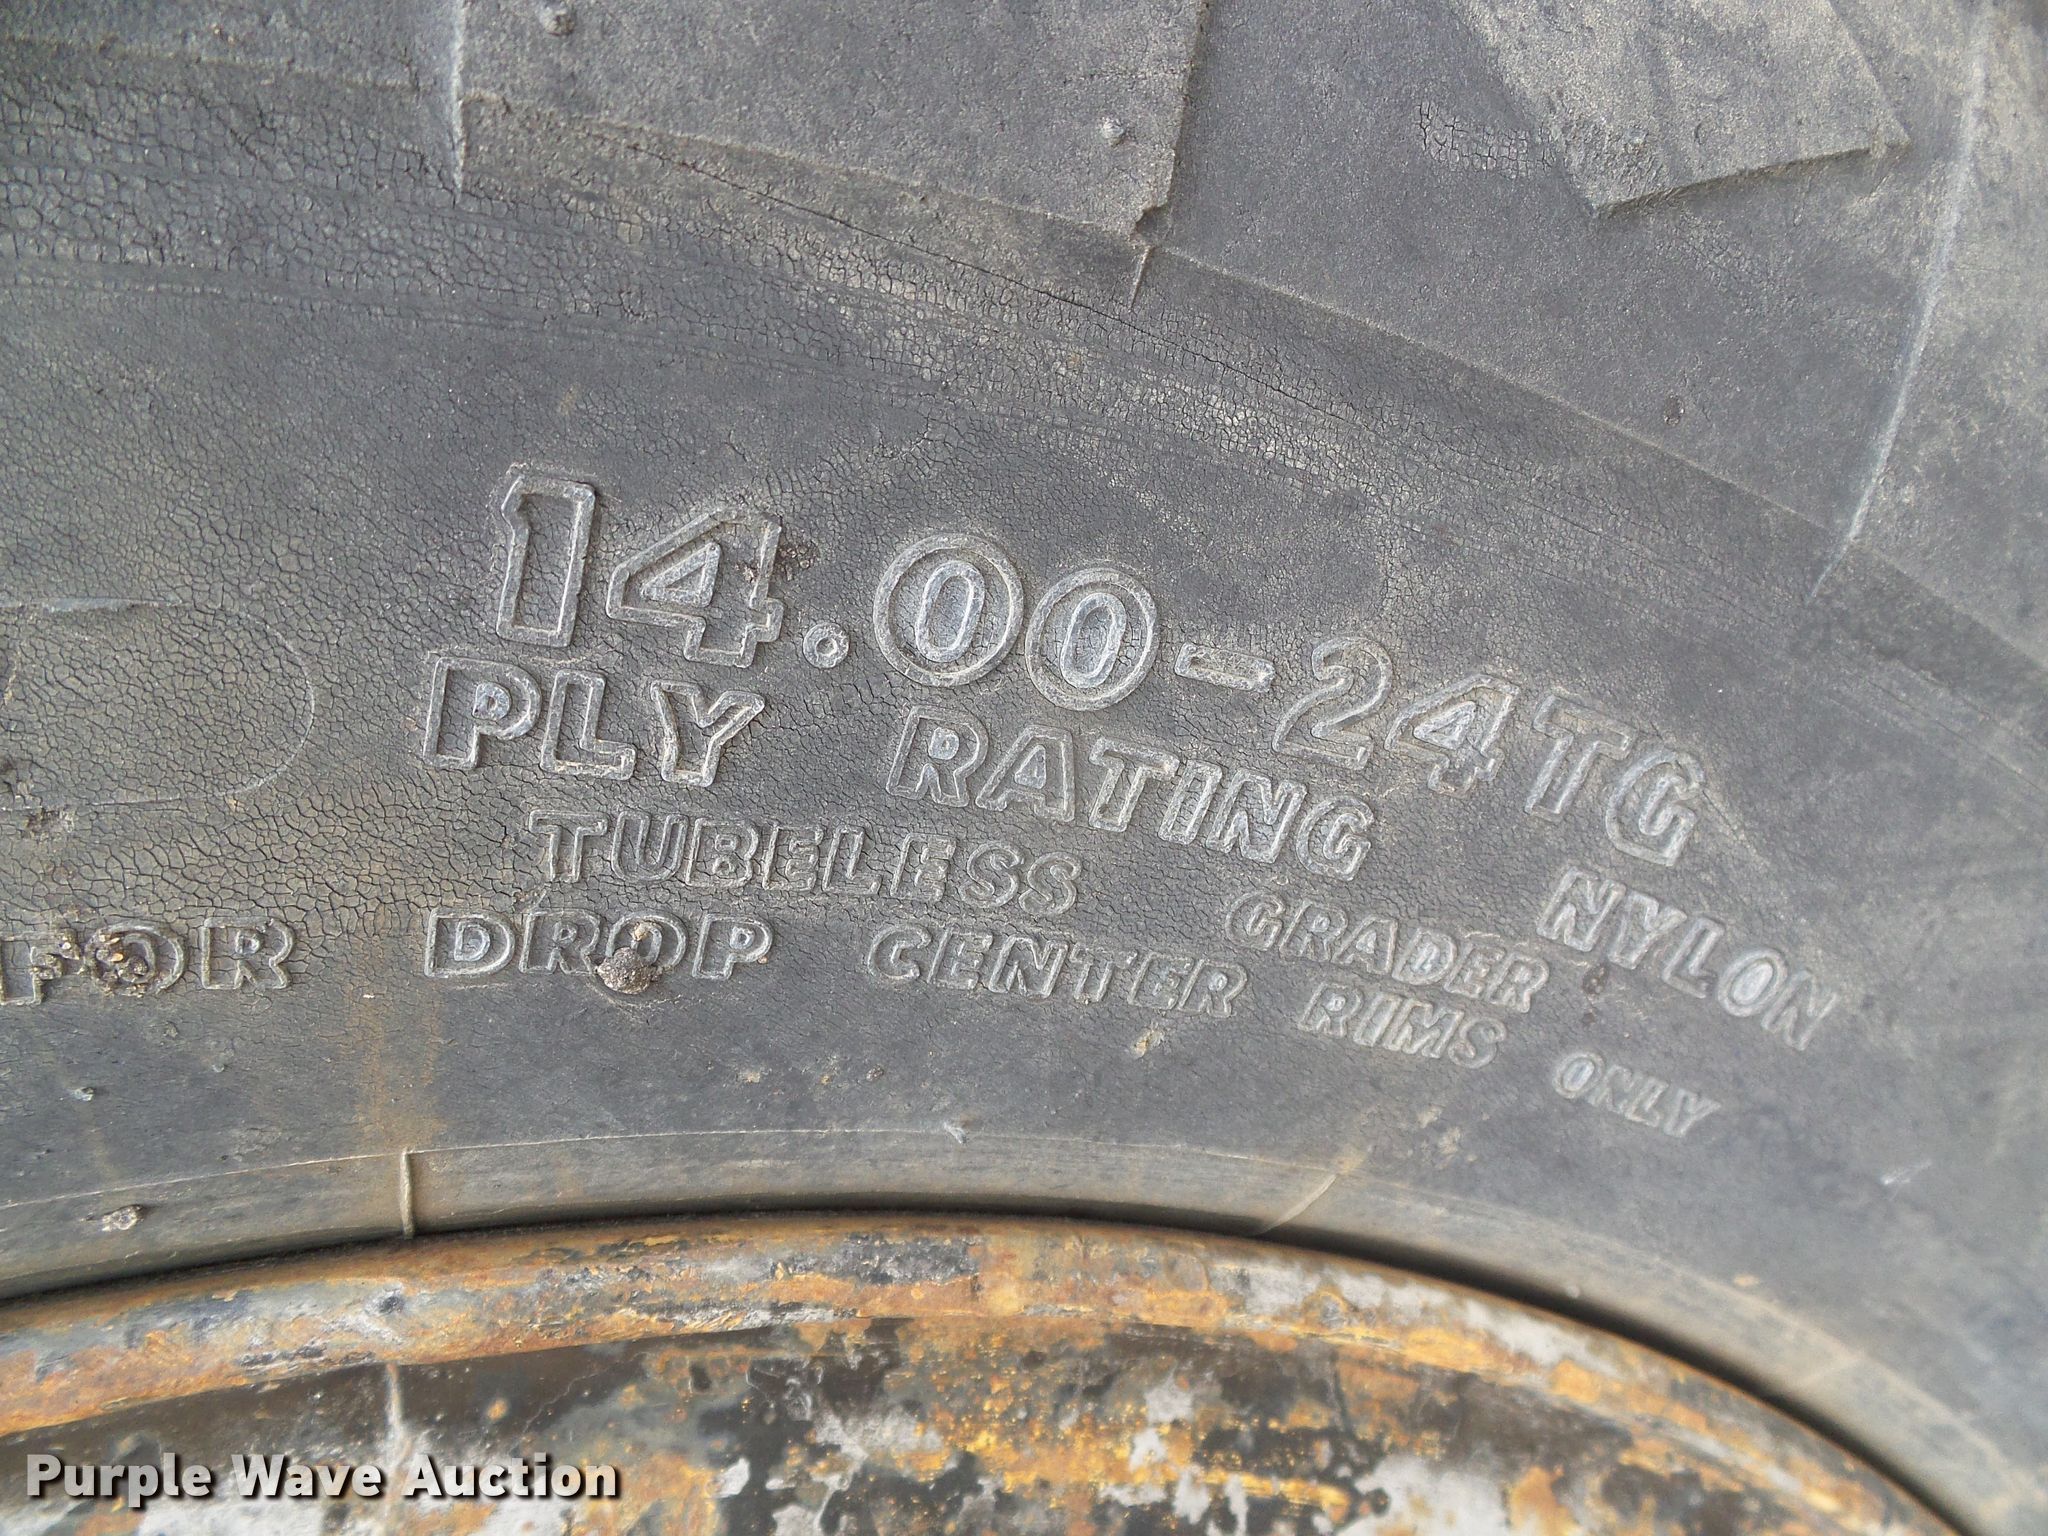 14.00-24TG
PLY RATING NYLON
TUBELESS GRADER
FOR DROP CENTER RIMS ONLY
Purple Wave Auction